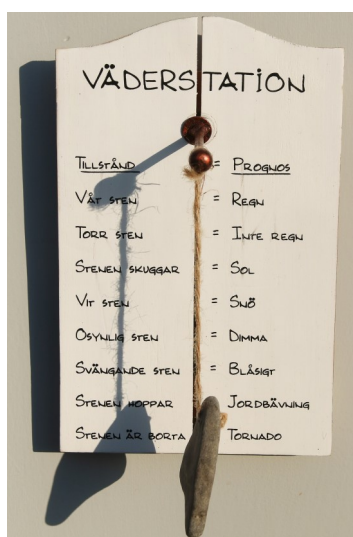 VÄDERSTATION
TILLSTÅND = PROGNOS
VÅT STEN = REGN
TORR STEN = INTE REGN
STENEN SKUGGAR = SOL
VIT STEN = SNÖ
OSYNLIG STEN = DIMMA
SVÄNGANDE STEN = BLÅSIGT
STENEN HOPPAR JORDBÄVNING
STENEN ÄR BORTA TORNADO